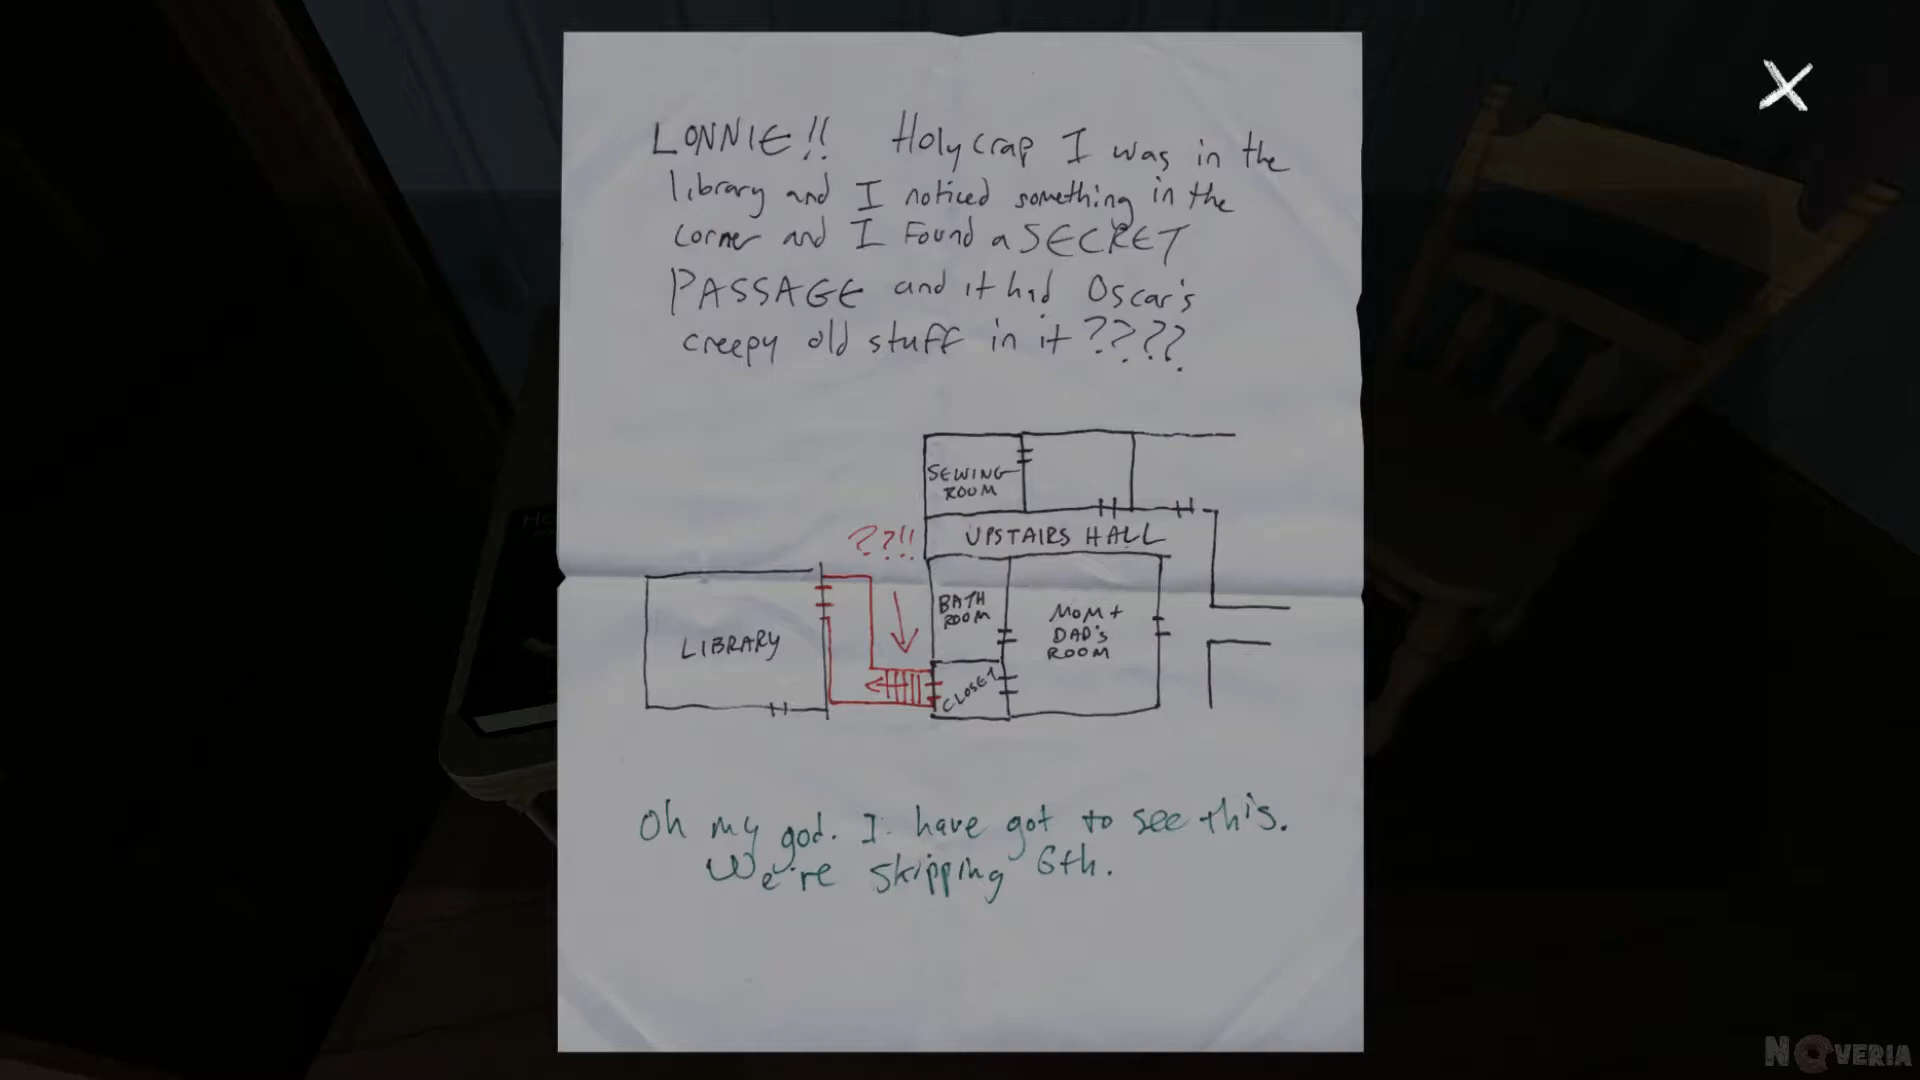 LONNIE!! Holy crap I was in the
library and I noticed something in the
corner and I Found a SECRET
PASSAGE and it had Oscar's
creepy old stuff in it ????
SEWING
ROOM
UPSTAIRS HALL
??!!
BATH
ROOM
MOM +
DAD'S
ROOM
LIBRARY
CLOSET
Oh my god. I have got to see this.
We're skipping 6th.
NOVERIA